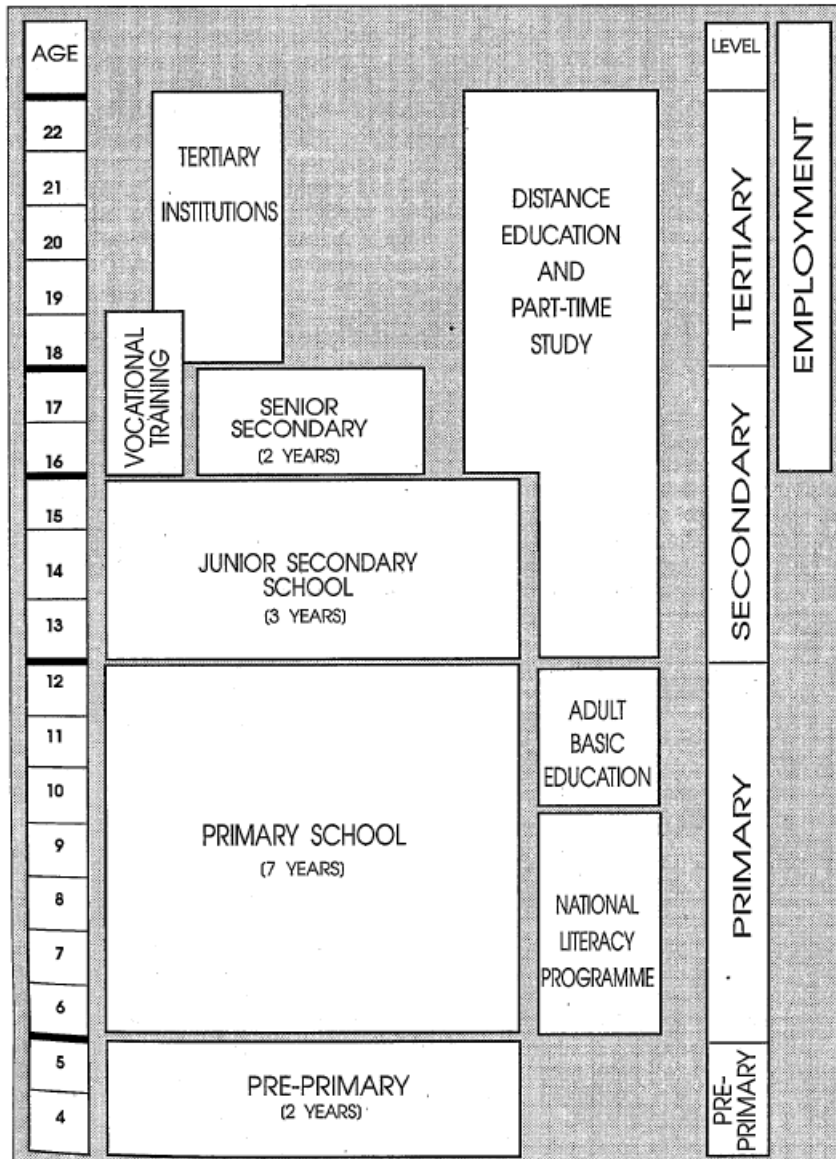 AGE
22
21
20
19
18
17
16
15
14
13
12
11
10
9
8
7
6
5
4
TERTIARY
INSTITUTIONS
VOCATIONAL
TRAINING
SENIOR
SECONDARY
(2 YEARS)
JUNIOR SECONDARY
SCHOOL
(3 YEARS)
PRIMARY SCHOOL
(7 YEARS)
PRE-PRIMARY
(2 YEARS)
DISTANCE
EDUCATION
AND
PART-TIME
STUDY
ADULT
BASIC
EDUCATION
NATIONAL
LITERACY
PROGRAMME
LEVEL
TERTIARY
SECONDARY
PRIMARY
PRE-
PRIMARY
EMPLOYMENT